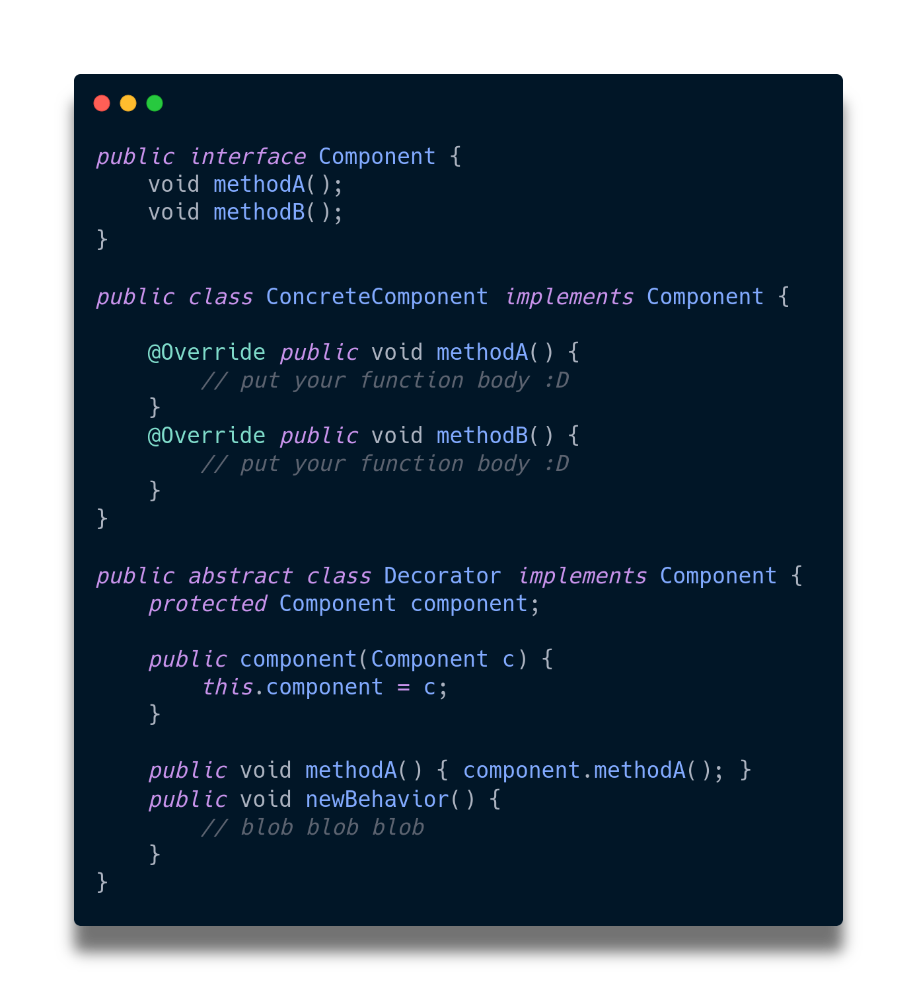 public interface Component {
    void methodA();
    void methodB();
}

public class ConcreteComponent implements Component {

    @Override public void methodA() {
        // put your function body :D
    }
    @Override public void methodB() {
        // put your function body :D
    }
}

public abstract class Decorator implements Component {
    protected Component component;

    public component(Component c) {
        this.component = c;
    }

    public void methodA() { component.methodA(); }
    public void newBehavior() {
        // blob blob blob
    }
}